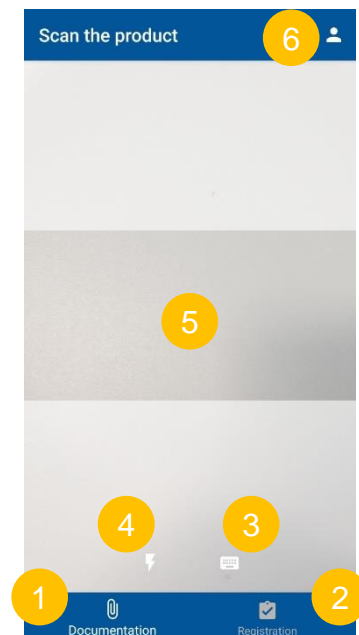 Scan the product
6
5
4
3
1
2
Documentation
Registration